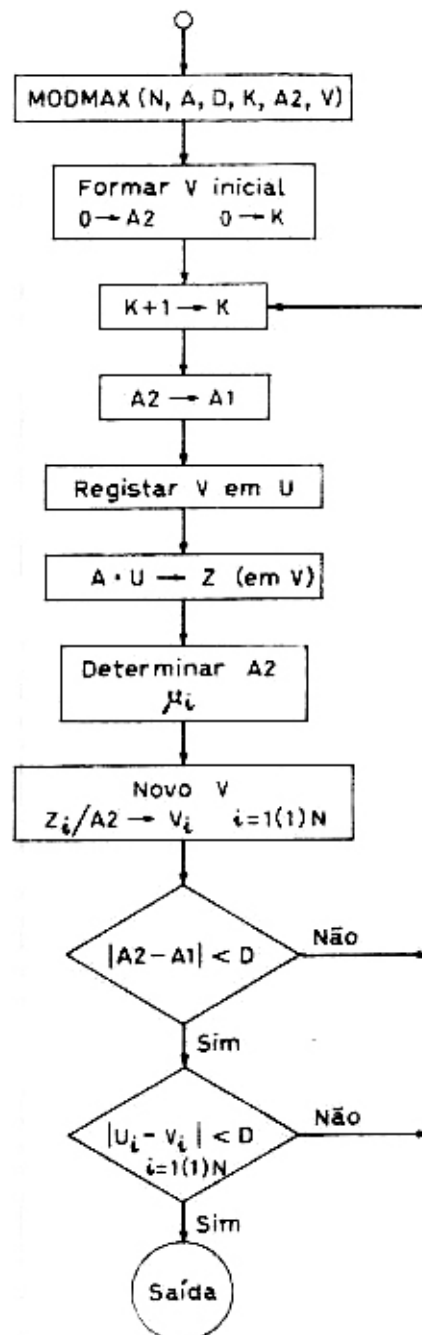 MODMAX (N, A, D, K, A2, V)
Formar V inicial
0→A2 0→K
K+1→K
A2→A1
Registar V em U
A·U→Z (em V)
Determinar A2
μi
Novo V
Zi/A2→Vi i=1(1)N
|A2-A1|<D
Não
Sim
|Ui-Vi|<D
i=1(1)N
Não
Sim
Saída